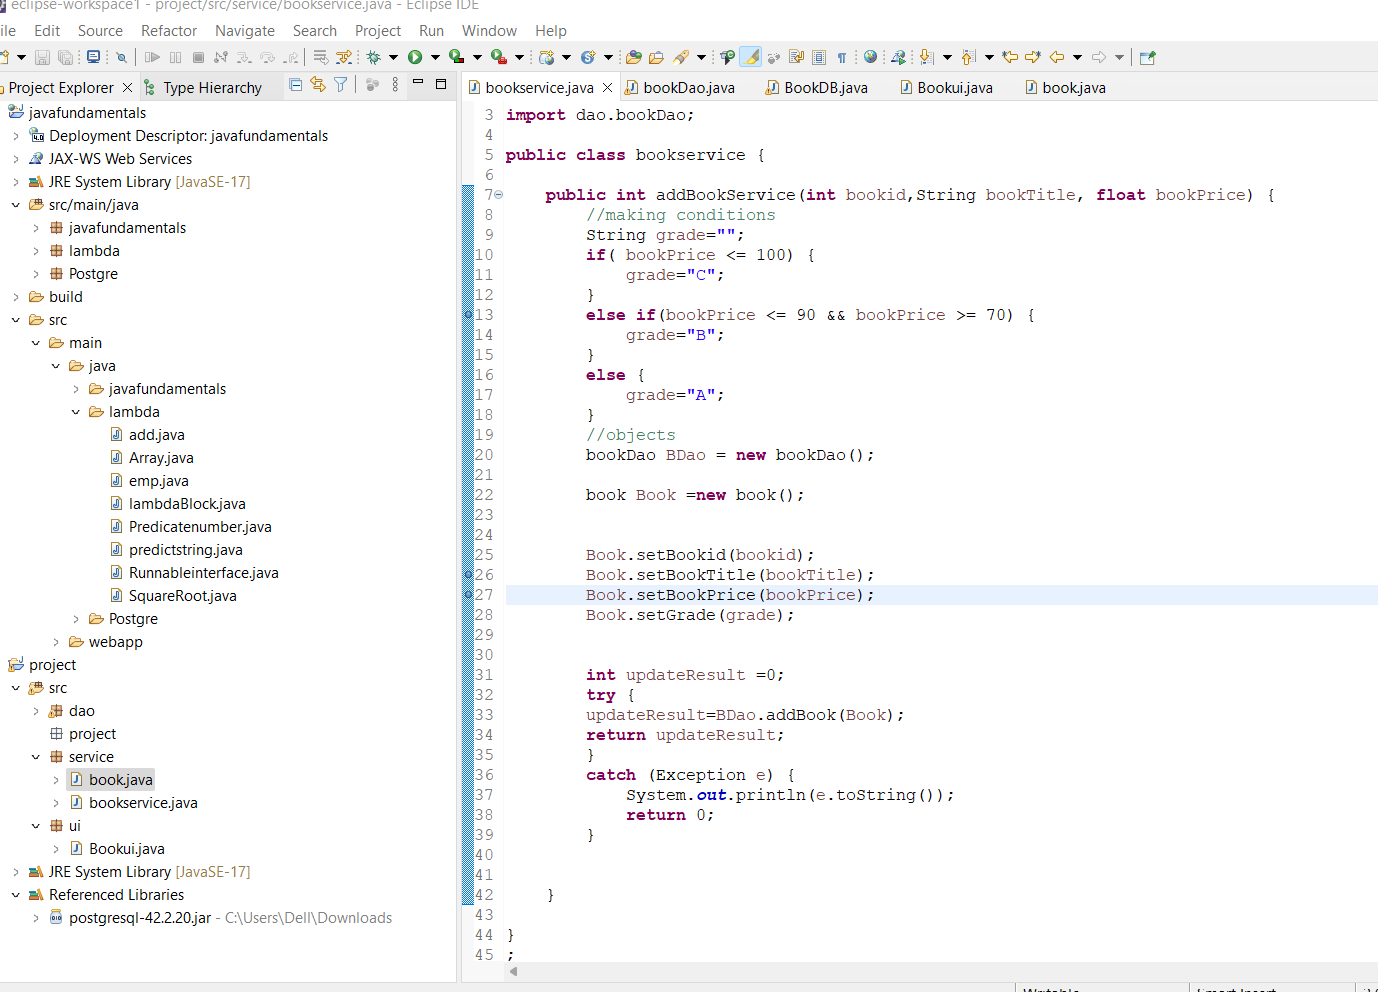 eclipse-workspace1 - project/src/service/bookservice.java - Eclipse IDE
ile Edit Source Refactor Navigate Search Project Run Window Help
Project Explorer Type Hierarchy
bookservice.java bookDao.java BookDB.java Bookui.java book.java
javafundamentals
Deployment Descriptor: javafundamentals
JAX-WS Web Services
JRE System Library [JavaSE-17]
src/main/java
javafundamentals
lambda
Postgre
build
src
main
java
javafundamentals
lambda
add.java
Array.java
emp.java
lambdaBlock.java
Predicatenumber.java
predictstring.java
Runnableinterface.java
SquareRoot.java
Postgre
webapp
project
src
dao
project
service
book.java
bookservice.java
ui
Bookui.java
JRE System Library [JavaSE-17]
Referenced Libraries
postgresql-42.2.20.jar - C:\Users\Dell\Downloads
3 import dao.bookDao;
4
5 public class bookservice {
6
7 public int addBookService(int bookid,String bookTitle, float bookPrice) {
8 //making conditions
9 String grade="";
10 if( bookPrice <= 100) {
11 grade="C";
12 }
13 else if(bookPrice <= 90 && bookPrice >= 70) {
14 grade="B";
15 }
16 else {
17 grade="A";
18 }
19 //objects
20 bookDao BDao = new bookDao();
21
22 book Book =new book();
23
24
25 Book.setBookid(bookid);
26 Book.setBookTitle(bookTitle);
27 Book.setBookPrice(bookPrice);
28 Book.setGrade(grade);
29
30
31 int updateResult =0;
32 try {
33 updateResult=BDao.addBook(Book);
34 return updateResult;
35 }
36 catch (Exception e) {
37 System.out.println(e.toString());
38 return 0;
39 }
40
41
42 }
43
44 }
45 ;
Writable Smart Insert